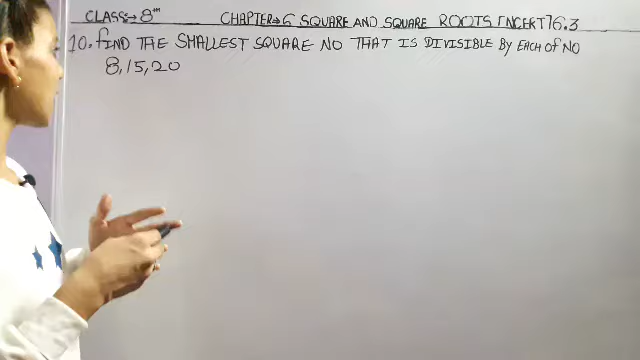 CLASS→8th CHAPTER→6 SQUARE AND SQUARE ROOTS [NCERT] 6.3
10. FIND THE SMALLEST SQUARE NO THAT IS DIVISIBLE BY EACH OF NO
8, 15, 20